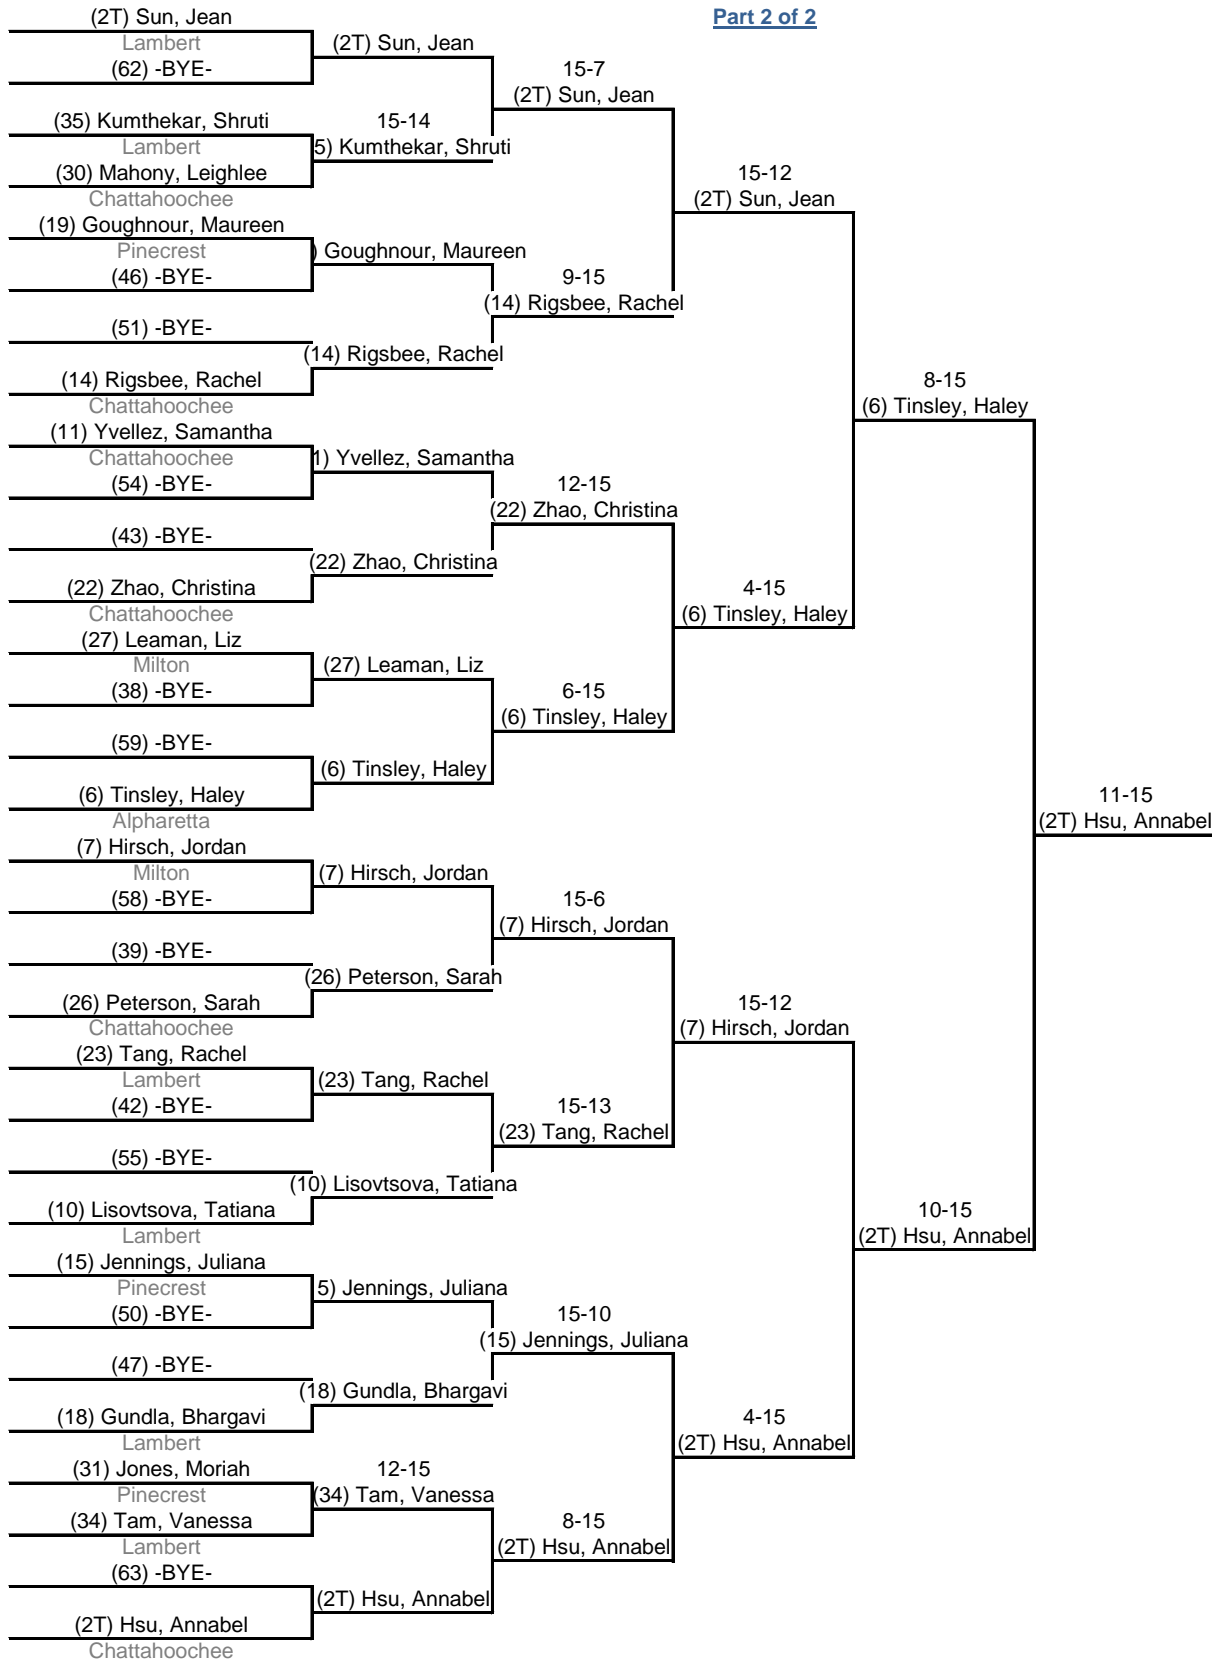 Part 2 of 2
(2T) Sun, Jean
Lambert
(62) -BYE-
(35) Kumthekar, Shruti
Lambert
(30) Mahony, Leighlee
Chattahoochee
(19) Goughnour, Maureen
Pinecrest
(46) -BYE-
(51) -BYE-
(14) Rigsbee, Rachel
Chattahoochee
(11) Yvellez, Samantha
Chattahoochee
(54) -BYE-
(43) -BYE-
(22) Zhao, Christina
Chattahoochee
(27) Leaman, Liz
Milton
(38) -BYE-
(59) -BYE-
(6) Tinsley, Haley
Alpharetta
(7) Hirsch, Jordan
Milton
(58) -BYE-
(39) -BYE-
(26) Peterson, Sarah
Chattahoochee
(23) Tang, Rachel
Lambert
(42) -BYE-
(55) -BYE-
(10) Lisovtsova, Tatiana
Lambert
(15) Jennings, Juliana
Pinecrest
(50) -BYE-
(47) -BYE-
(18) Gundla, Bhargavi
Lambert
(31) Jones, Moriah
Pinecrest
(34) Tam, Vanessa
Lambert
(63) -BYE-
(2T) Hsu, Annabel
Chattahoochee
(2T) Sun, Jean
15-14
5) Kumthekar, Shruti
) Goughnour, Maureen
(14) Rigsbee, Rachel
1) Yvellez, Samantha
(22) Zhao, Christina
(27) Leaman, Liz
(6) Tinsley, Haley
(7) Hirsch, Jordan
(26) Peterson, Sarah
(23) Tang, Rachel
(10) Lisovtsova, Tatiana
5) Jennings, Juliana
(18) Gundla, Bhargavi
12-15
(34) Tam, Vanessa
(2T) Hsu, Annabel
15-7
(2T) Sun, Jean
9-15
(14) Rigsbee, Rachel
12-15
(22) Zhao, Christina
6-15
(6) Tinsley, Haley
15-6
(7) Hirsch, Jordan
15-13
(23) Tang, Rachel
15-10
(15) Jennings, Juliana
8-15
(2T) Hsu, Annabel
15-12
(2T) Sun, Jean
4-15
(6) Tinsley, Haley
15-12
(7) Hirsch, Jordan
4-15
(2T) Hsu, Annabel
8-15
(6) Tinsley, Haley
10-15
(2T) Hsu, Annabel
11-15
(2T) Hsu, Annabel